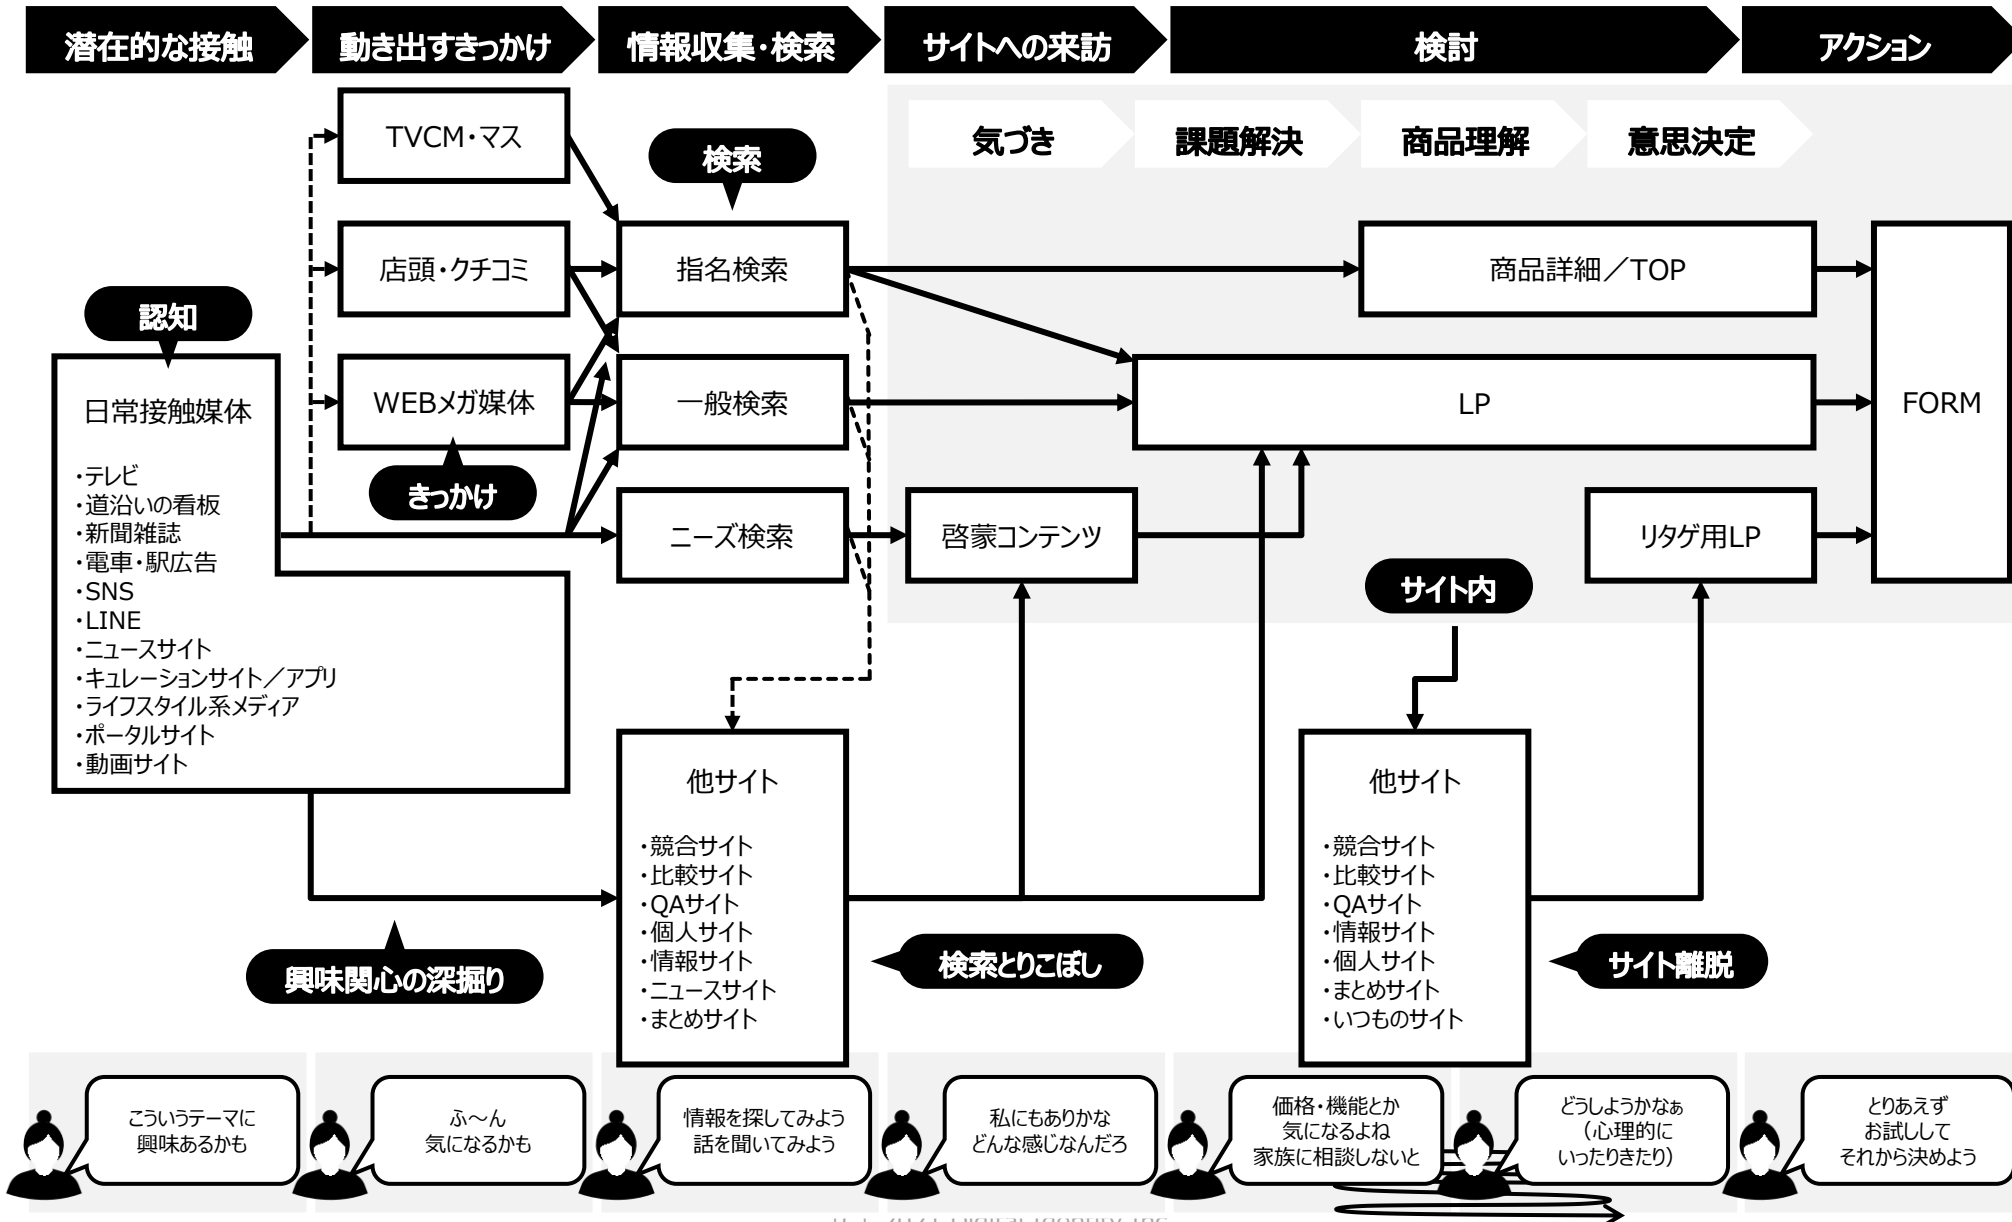 潜在的な接触
動き出すきっかけ
情報収集・検索
サイトへの来訪
検討
アクション
気づき
課題解決
商品理解
意思決定
TVCM・マス
検索
店頭・クチコミ
指名検索
商品詳細／TOP
認知
WEBメガ媒体
一般検索
LP
FORM
きっかけ
日常接触媒体
・テレビ
・道沿いの看板
・新聞雑誌
・電車・駅広告
・SNS
・LINE
・ニュースサイト
・キュレーションサイト／アプリ
・ライフスタイル系メディア
・ポータルサイト
・動画サイト
ニーズ検索
啓蒙コンテンツ
リタゲ用LP
サイト内
他サイト
・競合サイト
・比較サイト
・QAサイト
・個人サイト
・情報サイト
・ニュースサイト
・まとめサイト
他サイト
・競合サイト
・比較サイト
・QAサイト
・情報サイト
・個人サイト
・まとめサイト
・いつものサイト
興味関心の深掘り
検索とりこぼし
サイト離脱
こういうテーマに
興味あるかも
ふ～ん
気になるかも
情報を探してみよう
話を聞いてみよう
私にもありかな
どんな感じなんだろ
価格・機能とか
気になるよね
家族に相談しないと
どうしようかなぁ
（心理的に
いったりきたり）
とりあえず
お試しして
それから決めよう